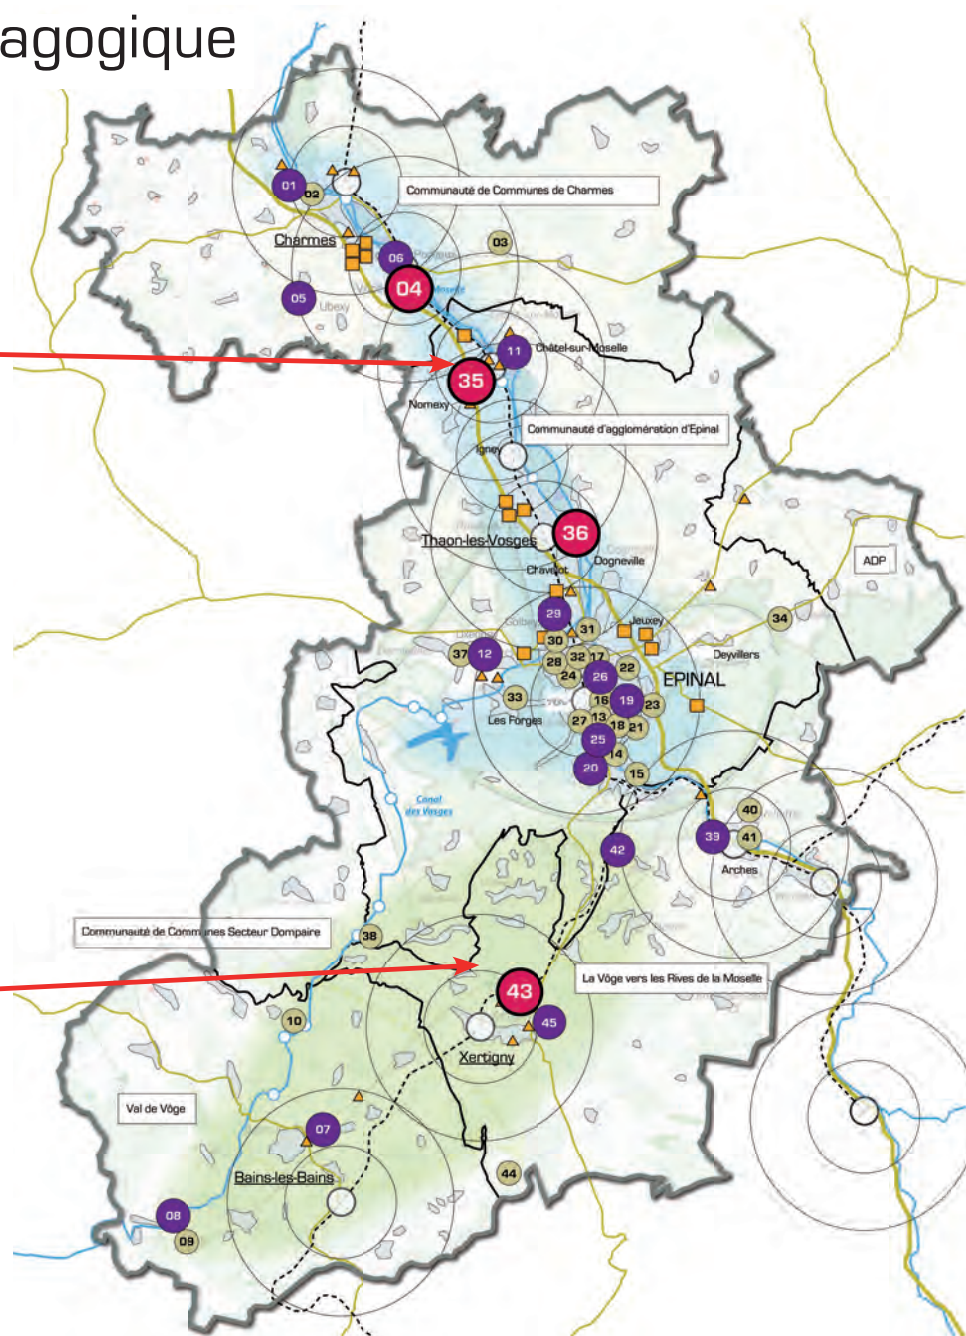 agogique
01
02
Communauté de Commures de Charmes
Charmes
03
06
04
Moselle
05
Ubexy
11
Châtel-sur-Moselle
35
Nomexy
Communauté d'agglomération d'Epinal
Igney
36
Thaon-les-Vosges
Dogneville
Chavelot
ADP
29
Golbey
31
Jeuxey
34
30
37
12
32
17
Deyvillers
28
22
24
26
EPINAL
33
16
19
23
Les Forges
27
13
18
21
25
14
20
15
Canal
des Vosges
40
39
41
42
Arches
Communauté de Communes Secteur Dompaire
38
La Vôge vers les Rives de la Moselle
43
10
45
Xertigny
Val de Vôge
07
Bains-les-Bains
44
08
09